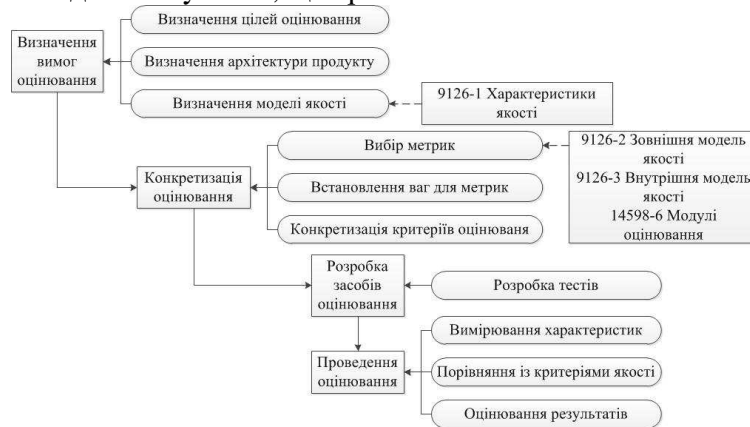 Визначення цілей оцінювання
Визначення
вимог
оцінювання
Визначення архітектури продукту
Визначення моделі якості
9126-1 Характеристики
якості
Вибір метрик
9126-2 Зовнішня модель
якості
9126-3 Внутрішня модель
якості
14598-6 Модулі
оцінювання
Конкретизація
оцінювання
Встановлення ваг для метрик
Конкретизація критеріїв оцінюваня
Розробка
засобів
оцінювання
Розробка тестів
Вимірювання характеристик
Проведення
оцінювання
Порівняння із критеріями якості
Оцінювання результатів